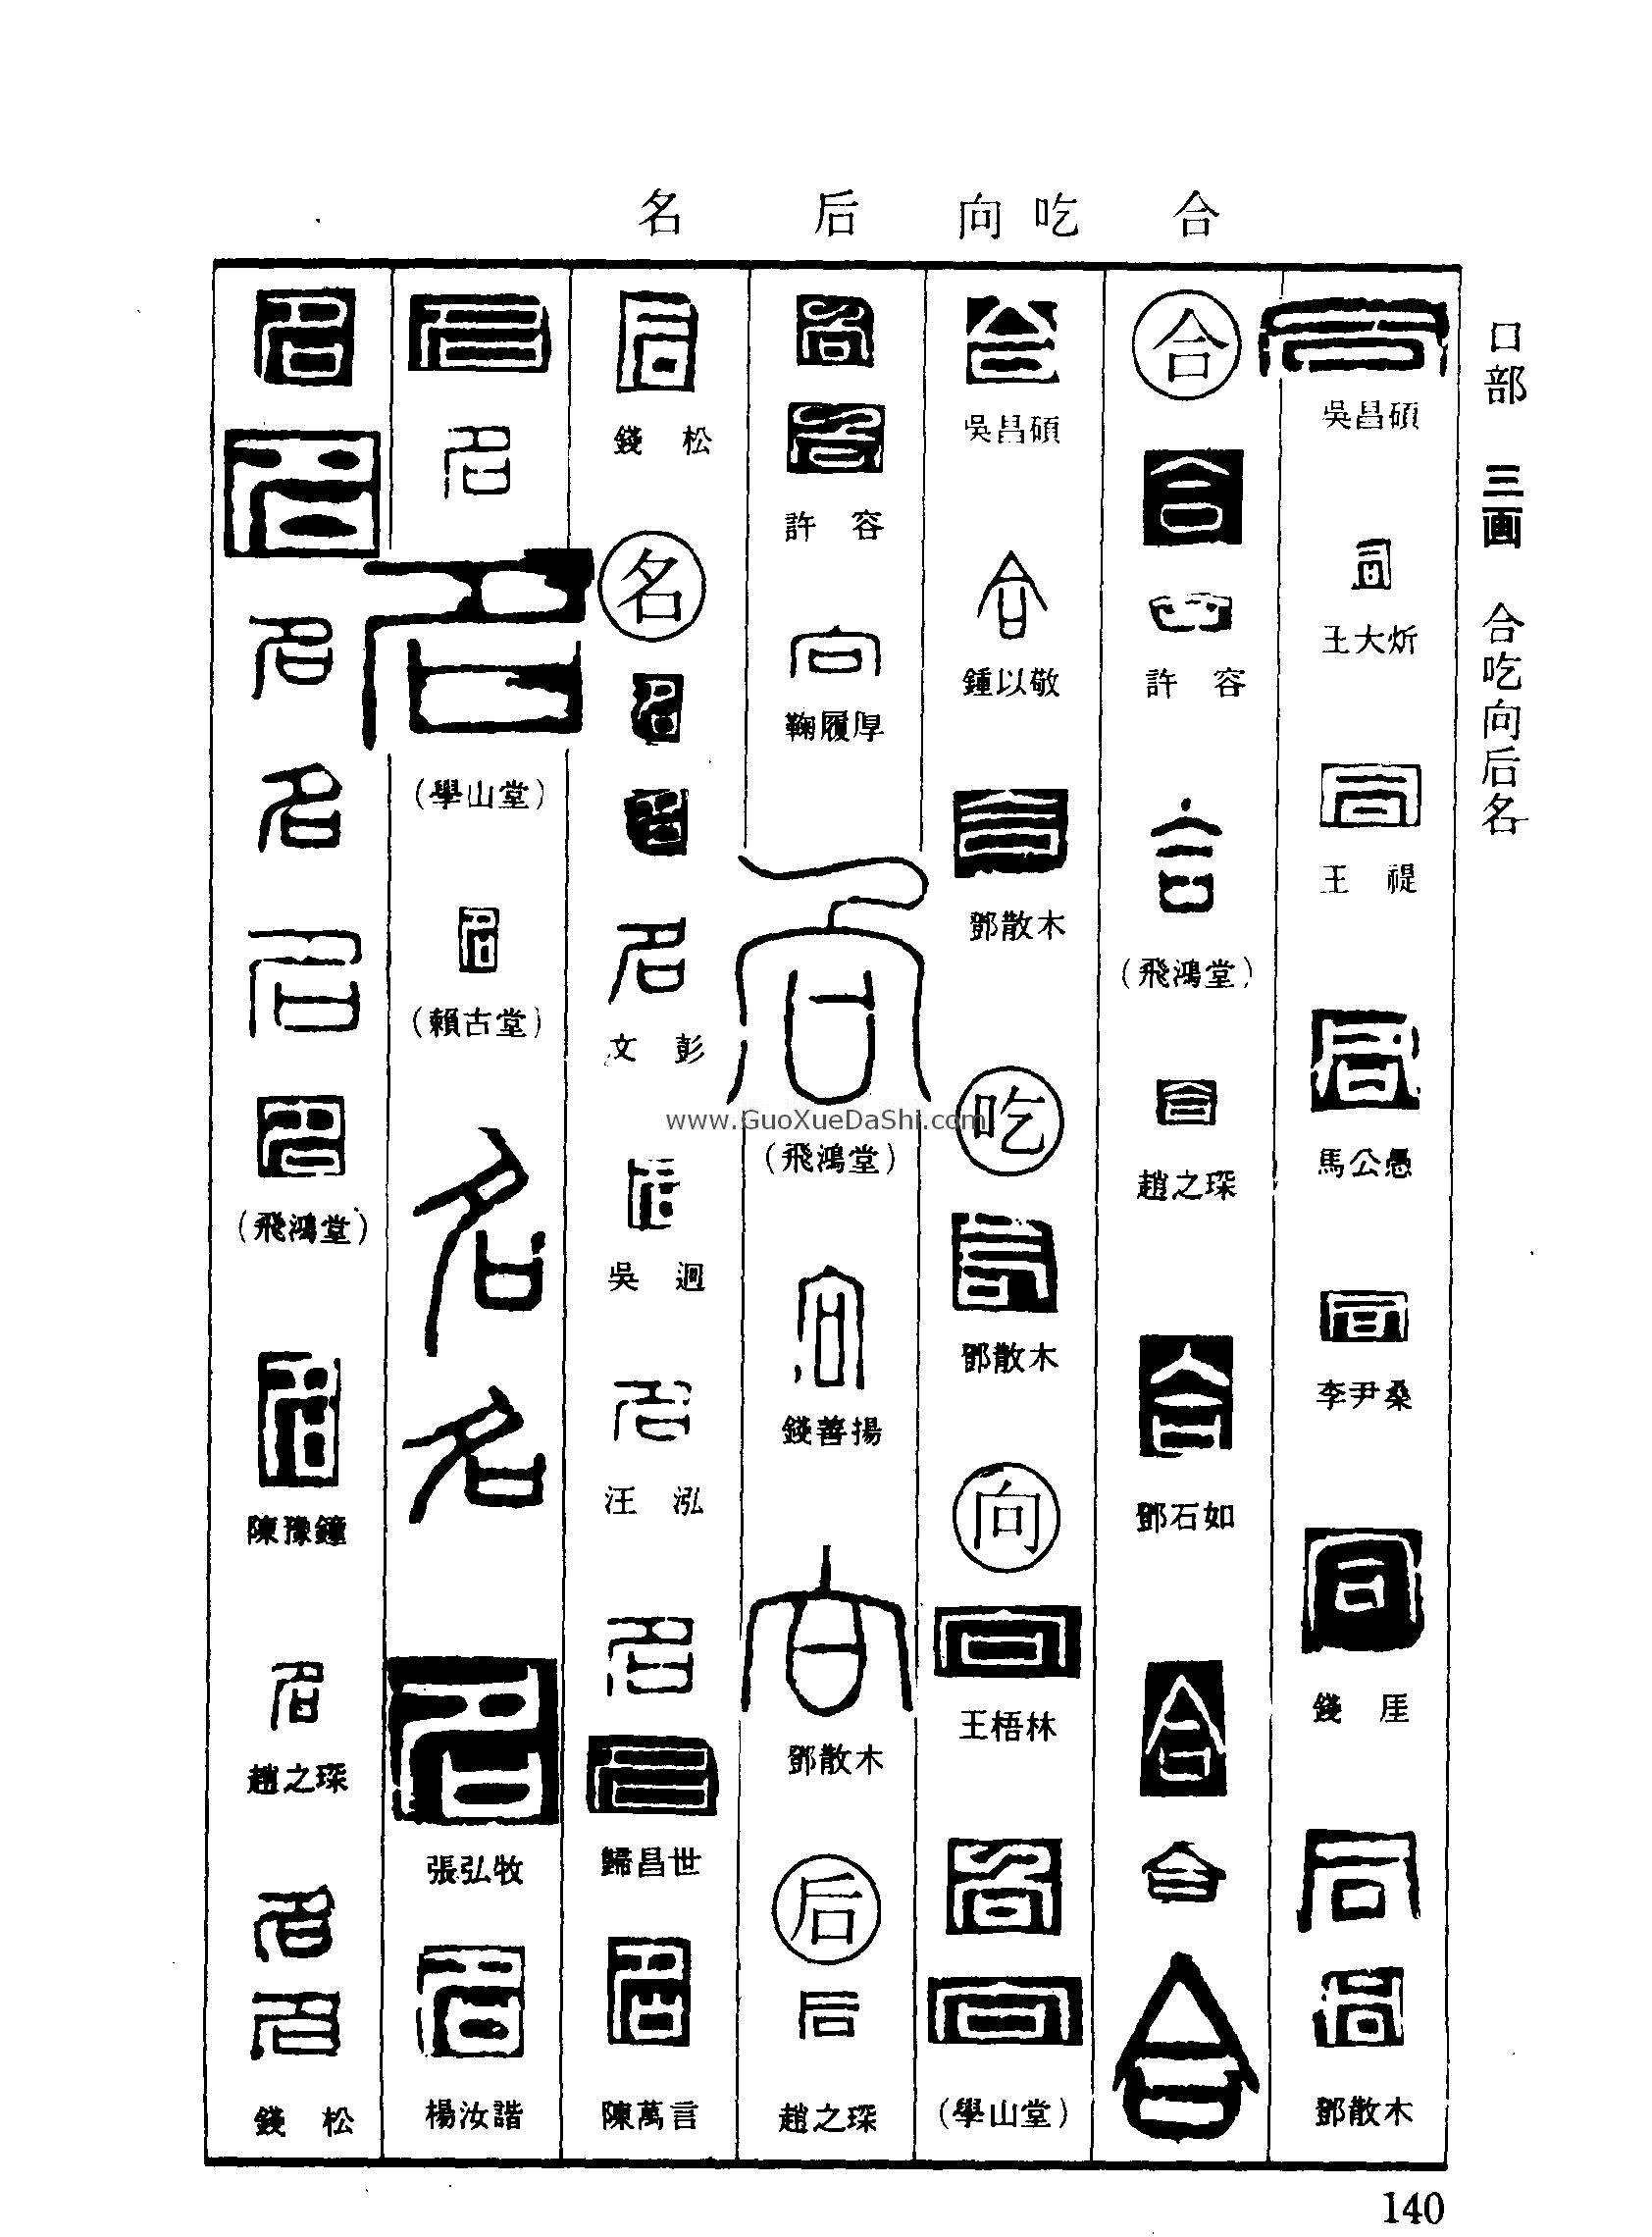 合 吃 向 后 名
口部 三画 合吃向后名
吳昌碩
王大炘
王禔
馬公愚
李尹桑
錢厓
鄧散木
合
許容
(飛鴻堂)
趙之琛
鄧石如
吳昌碩
鍾以敬
鄧散木
吃
鄧散木
向
王梧林
(學山堂)
許容
鞠履厚
(飛鴻堂)
錢善揚
鄧散木
后
趙之琛
錢松
名
文彭
吳迥
汪泓
歸昌世
陳萬言
(學山堂)
(賴古堂)
張弘牧
楊汝諧
(飛鴻堂)
陳豫鐘
趙之琛
錢松
140
www.GuoXueDaShi.com